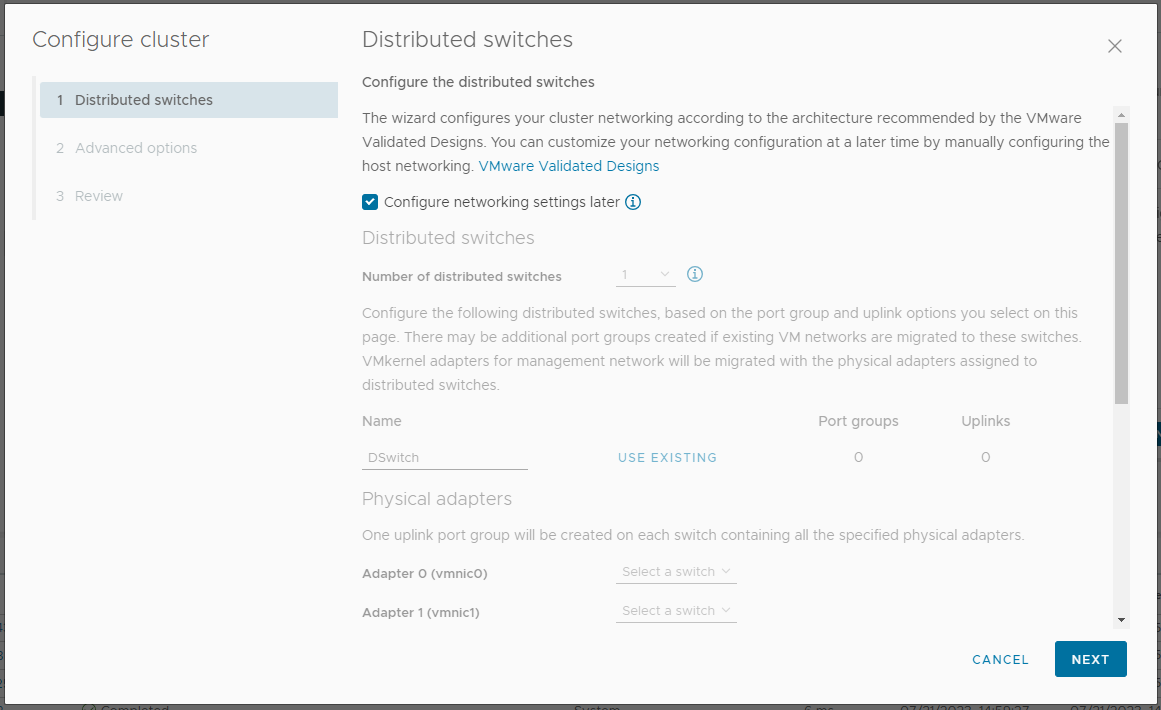 Configure cluster
1 Distributed switches
2 Advanced options
3 Review
Distributed switches
Configure the distributed switches
The wizard configures your cluster networking according to the architecture recommended by the VMware
Validated Designs. You can customize your networking configuration at a later time by manually configuring the
host networking. VMware Validated Designs
Configure networking settings later
Distributed switches
Number of distributed switches 1
Configure the following distributed switches, based on the port group and uplink options you select on this
page. There may be additional port groups created if existing VM networks are migrated to these switches.
VMkernel adapters for management network will be migrated with the physical adapters assigned to
distributed switches.
Name Port groups Uplinks
DSwitch USE EXISTING 0 0
Physical adapters
One uplink port group will be created on each switch containing all the specified physical adapters.
Adapter 0 (vmnic0) Select a switch
Adapter 1 (vmnic1) Select a switch
CANCEL NEXT